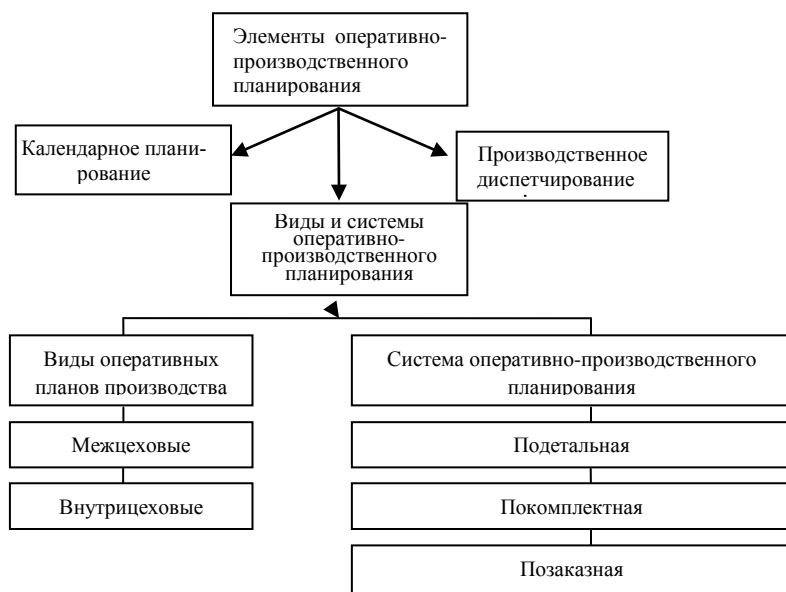 Элементы оперативно-
производственного
планирования
Календарное плани-
рование
Производственное
диспетчирование
Виды и системы
оперативно-
производственного
планирования
Виды оперативных
планов производства
Система оперативно-производственного
планирования
Межцеховые
Подетальная
Внутрицеховые
Покомплектная
Позаказная